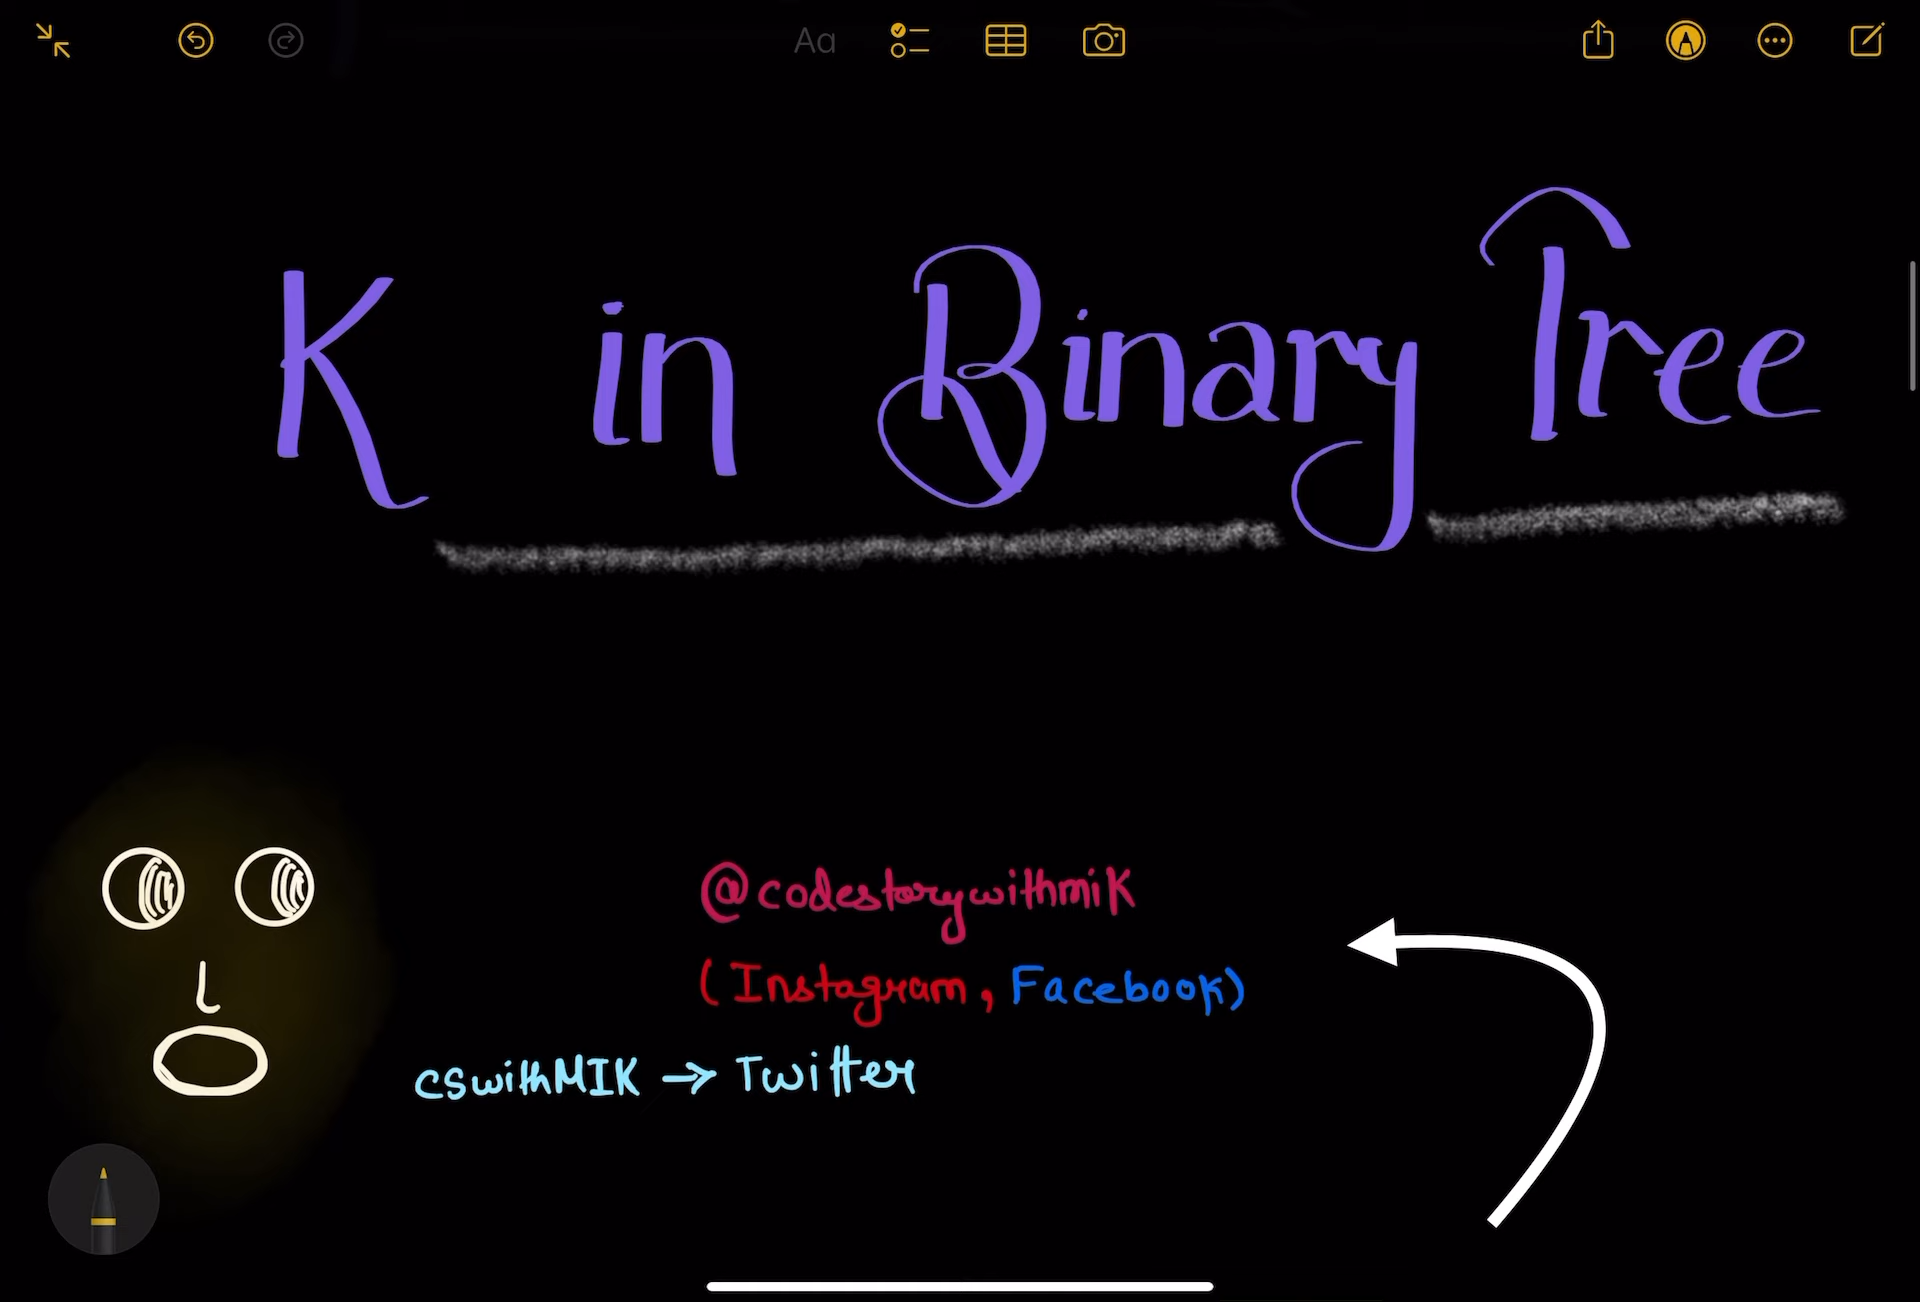 Aa
K in Binary Tree
@codestorywithmik
(Instagram, Facebook)
cswithMIK → Twitter